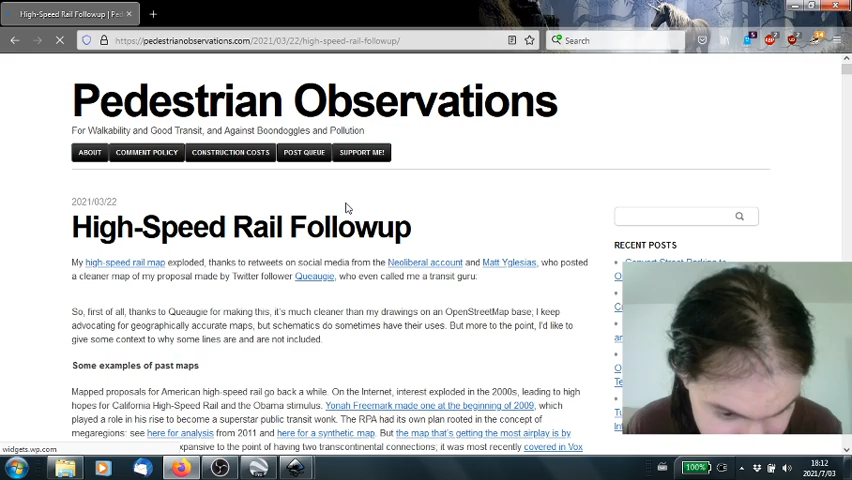 High-Speed Rail Followup | Ped
https://pedestrianobservations.com/2021/03/22/high-speed-rail-followup/
Search
Pedestrian Observations
For Walkability and Good Transit, and Against Boondoggles and Pollution
ABOUT
COMMENT POLICY
CONSTRUCTION COSTS
POST QUEUE
SUPPORT ME!
2021/03/22
High-Speed Rail Followup
My high-speed rail map exploded, thanks to retweets on social media from the Neoliberal account and Matt Yglesias, who posted
a cleaner map of my proposal made by Twitter follower Queaugie, who even called me a transit guru:
So, first of all, thanks to Queaugie for making this, it's much cleaner than my drawings on an OpenStreetMap base; I keep
advocating for geographically accurate maps, but schematics do sometimes have their uses. But more to the point, I'd like to
give some context to why some lines are and are not included.
Some examples of past maps
Mapped proposals for American high-speed rail go back a while. On the Internet, interest exploded in the 2000s, leading to high
hopes for California High-Speed Rail and the Obama stimulus. Yonah Freemark made one at the beginning of 2009, which
played a role in his rise to become a superstar public transit work. The RPA had its own plan rooted in the concept of
megaregions: see here for analysis from 2011 and here for a synthetic map. But the map that's getting the most airplay is by
expansive to the point of having two transcontinental connections; it was most recently covered in Vox
RECENT POSTS
Convert Street Parking to
widgets.wp.com
100%
18:12
2021/7/03